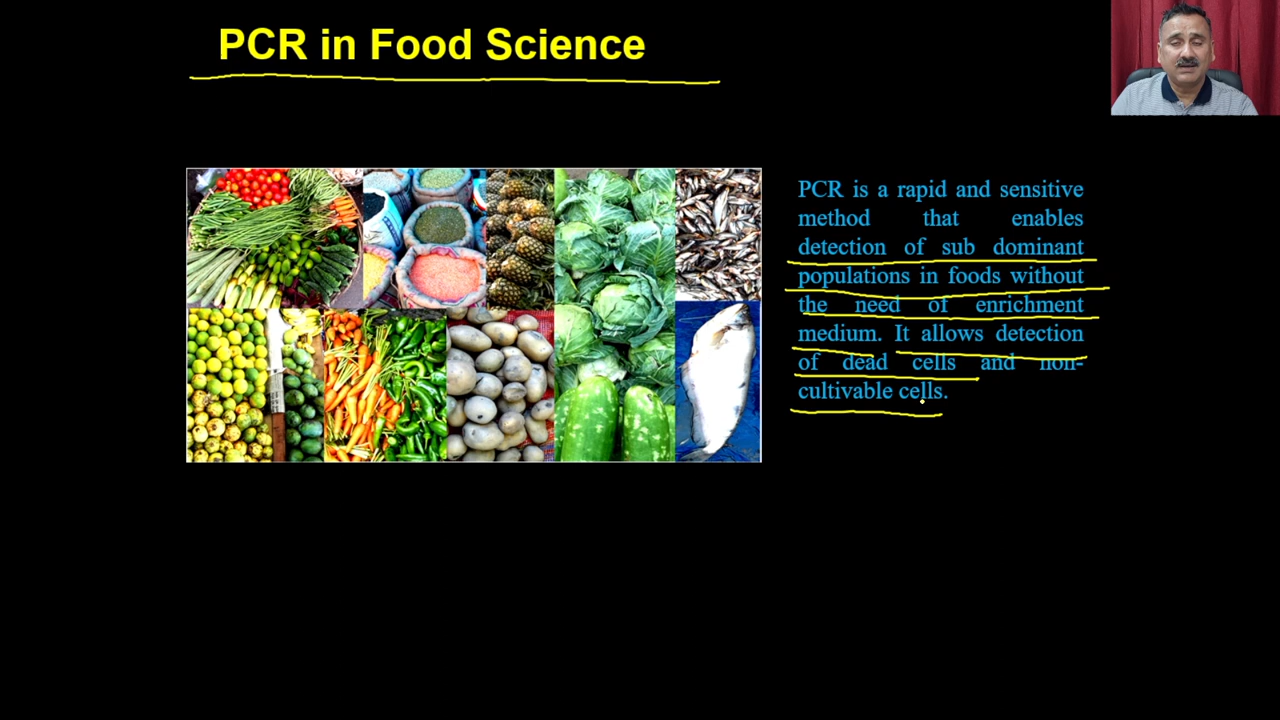 PCR in Food Science
PCR is a rapid and sensitive
method that enables
detection of sub dominant
populations in foods without
the need of enrichment
medium. It allows detection
of dead cells and non-
cultivable cells.